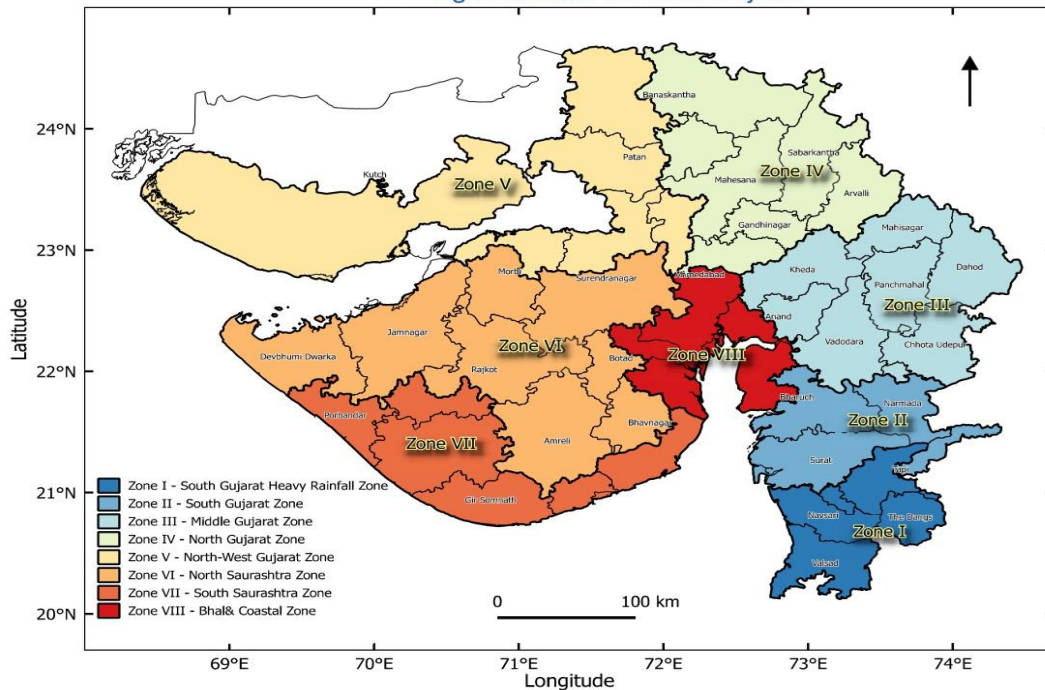 24°N
23°N
22°N
21°N
20°N
Latitude
69°E
70°E
71°E
72°E
73°E
74°E
Longitude
Banaskantha
Patan
Sabarkantha
Zone IV
Mahesana
Arvalli
Gandhinagar
Kutch
Zone V
Mahisagar
Kheda
Dahod
Panchmahal
Zone III
Anand
Vadodara
Chhota Udepur
Morbi
Surendranagar
Ahmedabad
Jamnagar
Devbhumi Dwarka
Zone VI
Rajkot
Botad
Zone VIII
Bharuch
Narmada
Zone II
Surat
Tapi
Porbandar
Zone VII
Amreli
Bhavnagar
Gir Somnath
Navsari
The Dangs
Zone I
Valsad
Zone I - South Gujarat Heavy Rainfall Zone
Zone II - South Gujarat Zone
Zone III - Middle Gujarat Zone
Zone IV - North Gujarat Zone
Zone V - North-West Gujarat Zone
Zone VI - North Saurashtra Zone
Zone VII - South Saurashtra Zone
Zone VIII - Bhal& Coastal Zone
0 100 km